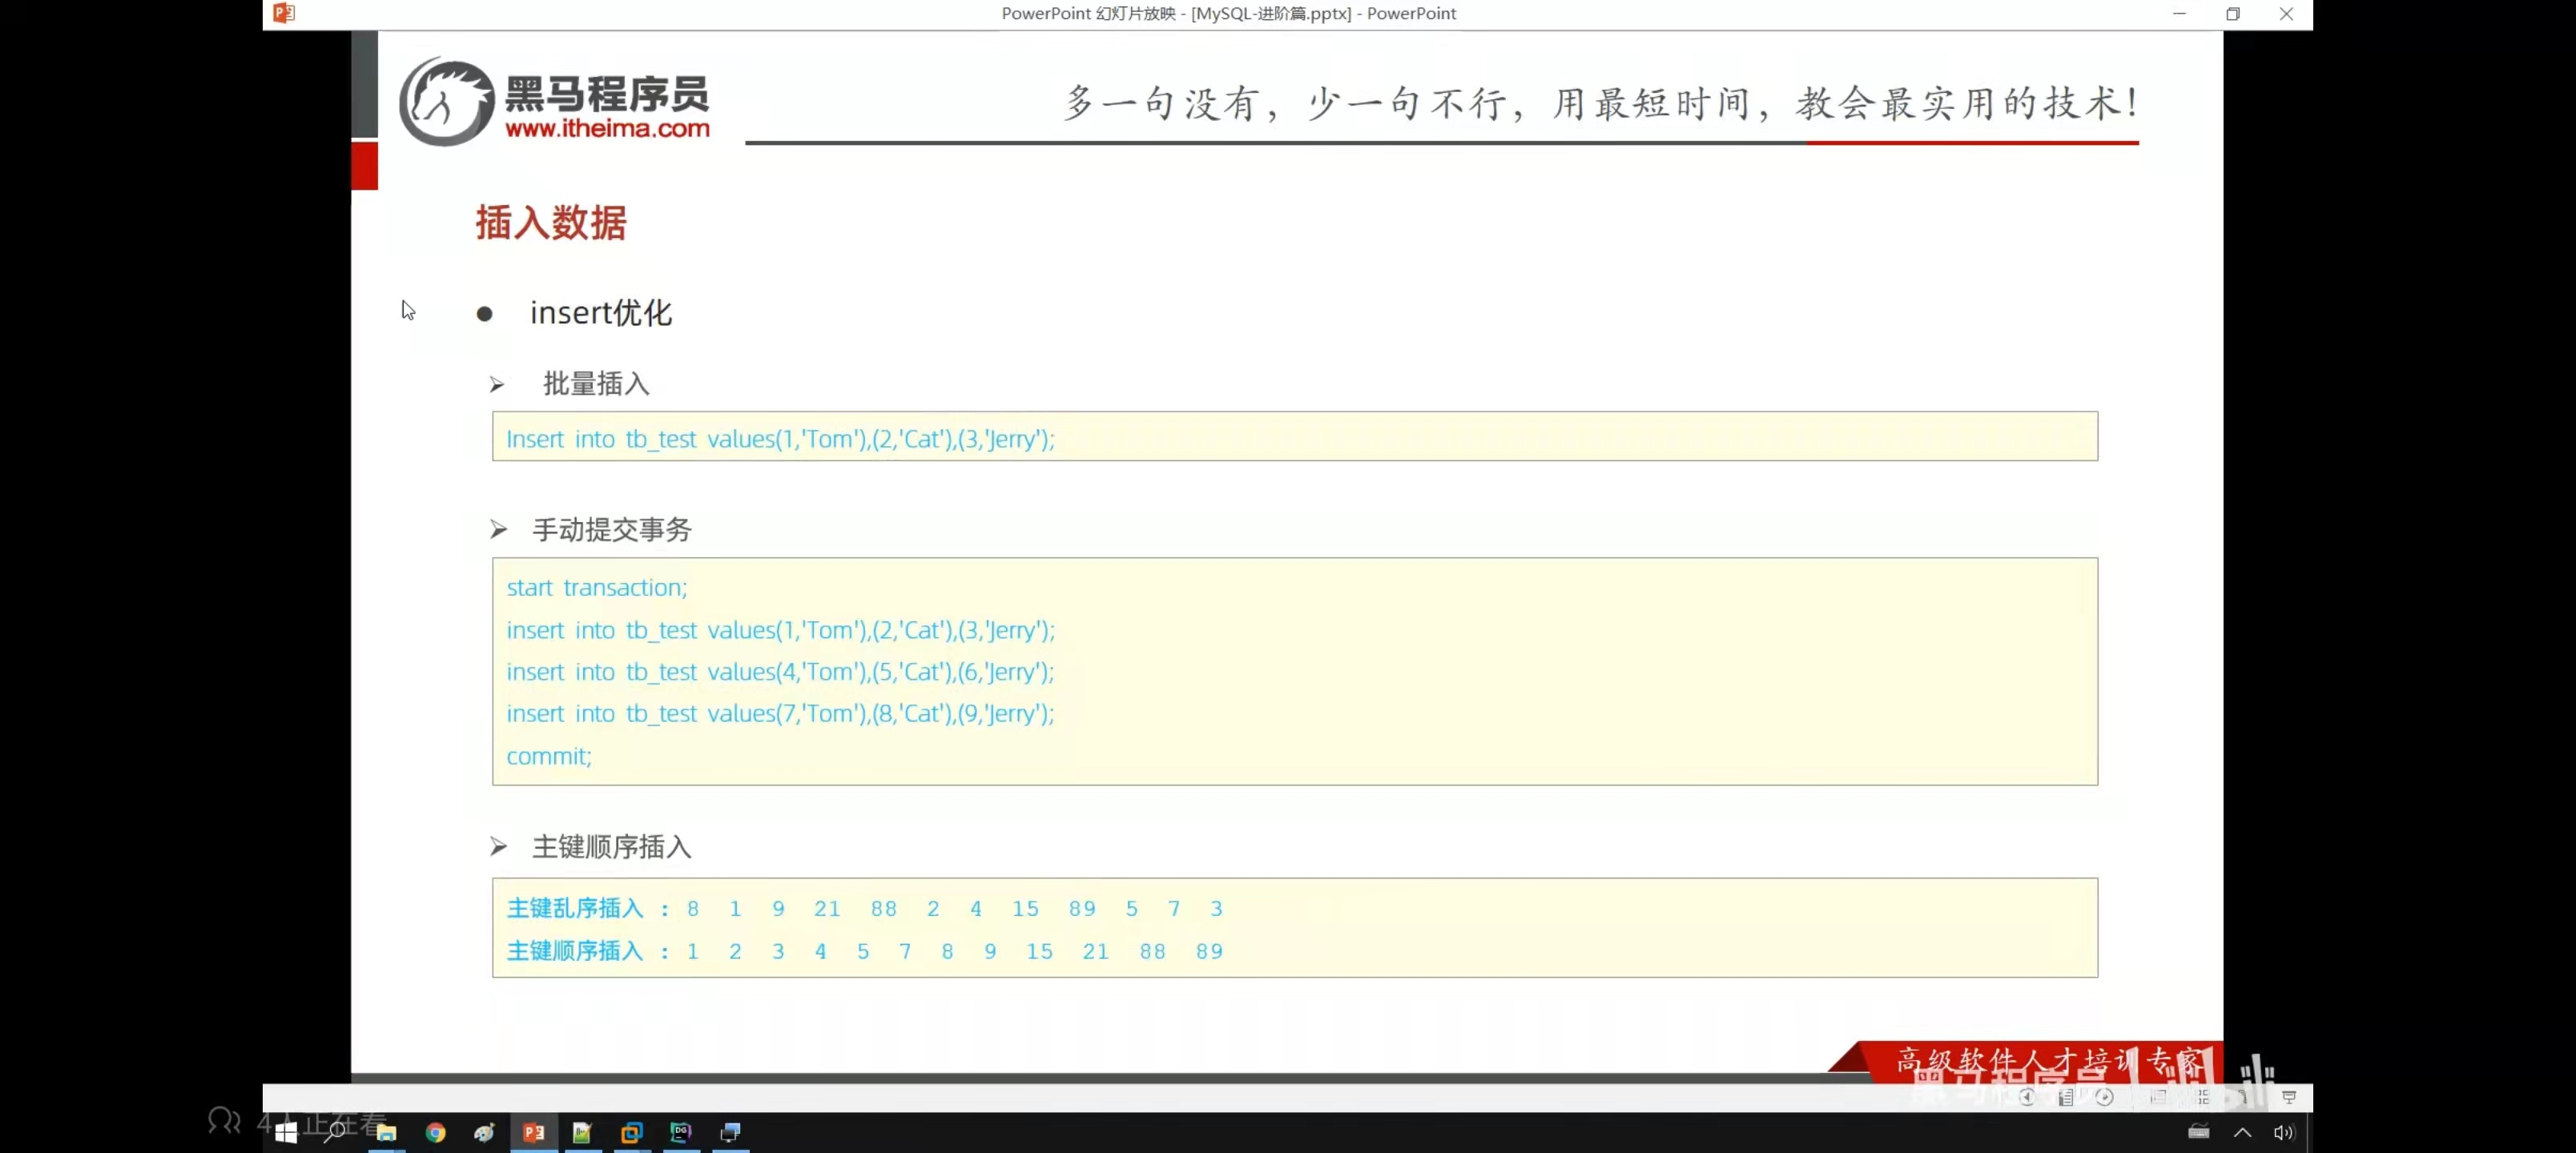 PowerPoint 幻灯片放映 - [MySQL-进阶篇.pptx] - PowerPoint
黑马程序员
www.itheima.com
多一句没有，少一句不行，用最短时间，教会最实用的技术！
插入数据
● insert优化
➢ 批量插入
Insert into tb_test values(1,'Tom'),(2,'Cat'),(3,'Jerry');
➢ 手动提交事务
start transaction;
insert into tb_test values(1,'Tom'),(2,'Cat'),(3,'Jerry');
insert into tb_test values(4,'Tom'),(5,'Cat'),(6,'Jerry');
insert into tb_test values(7,'Tom'),(8,'Cat'),(9,'Jerry');
commit;
➢ 主键顺序插入
主键乱序插入 : 8 1 9 21 88 2 4 15 89 5 7 3
主键顺序插入 : 1 2 3 4 5 7 8 9 15 21 88 89
高级软件人才培训专家
黑马程序员
4人正在看